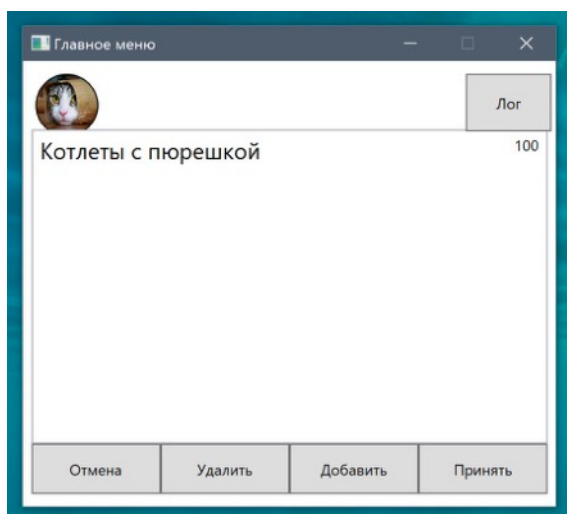 Главное меню
Лог
Котлеты с пюрешкой 100
Отмена Удалить Добавить Принять